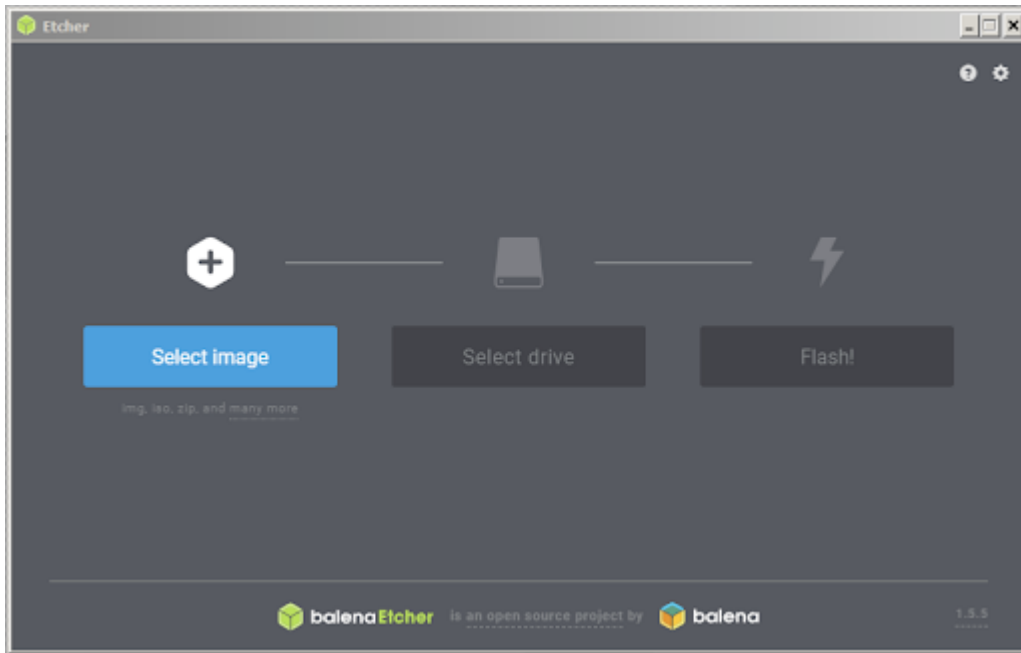 Etcher
Select image
Select drive
Flash!
img, iso, zip, and many more
balenaEtcher is an open source project by balena
1.5.5